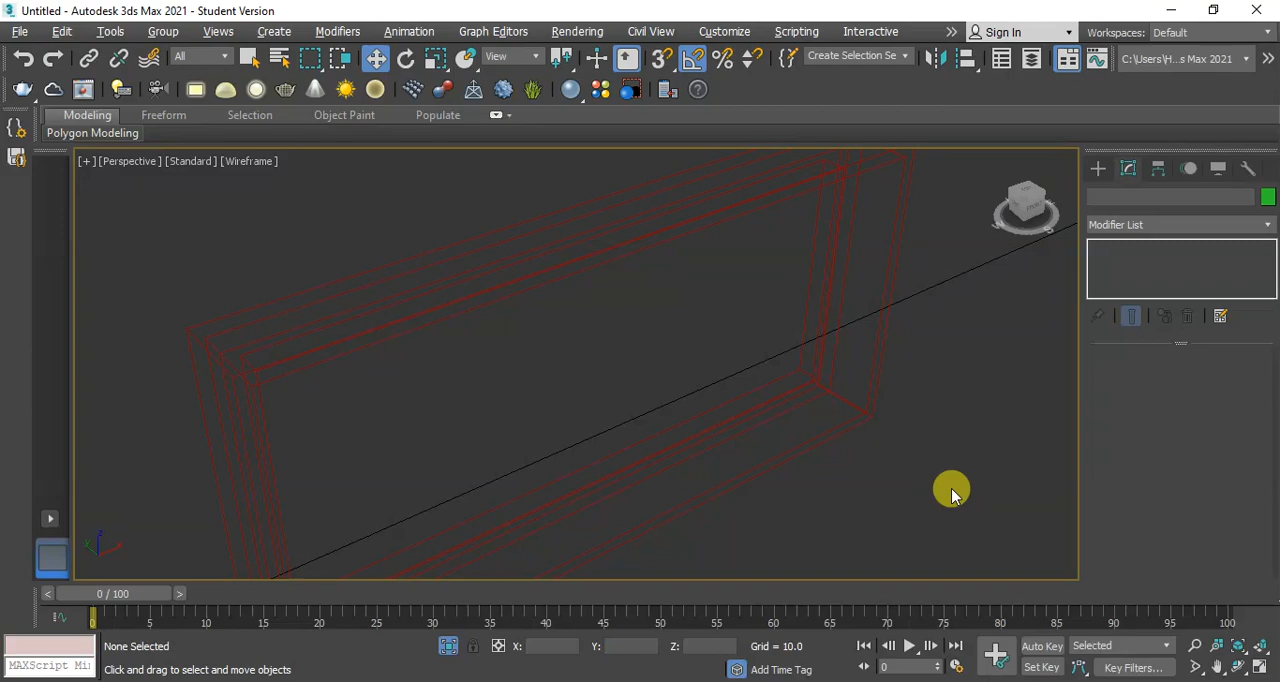 Untitled - Autodesk 3ds Max 2021 - Student Version
File Edit Tools Group Views Create Modifiers Animation Graph Editors Rendering Civil View Customize Scripting Interactive Sign In Workspaces: Default
All View Create Selection Se C:\Users\H...s Max 2021
Modeling Freeform Selection Object Paint Populate
Polygon Modeling
[+] [Perspective] [Standard] [Wireframe]
Modifier List
0 / 100
0 5 10 15 20 25 30 35 40 45 50 55 60 65 70 75 80 85 90 95 100
None Selected X: Y: Z: Grid = 10.0 Auto Key Selected
MAXScript Mi: Click and drag to select and move objects Add Time Tag 0 Set Key Key Filters...